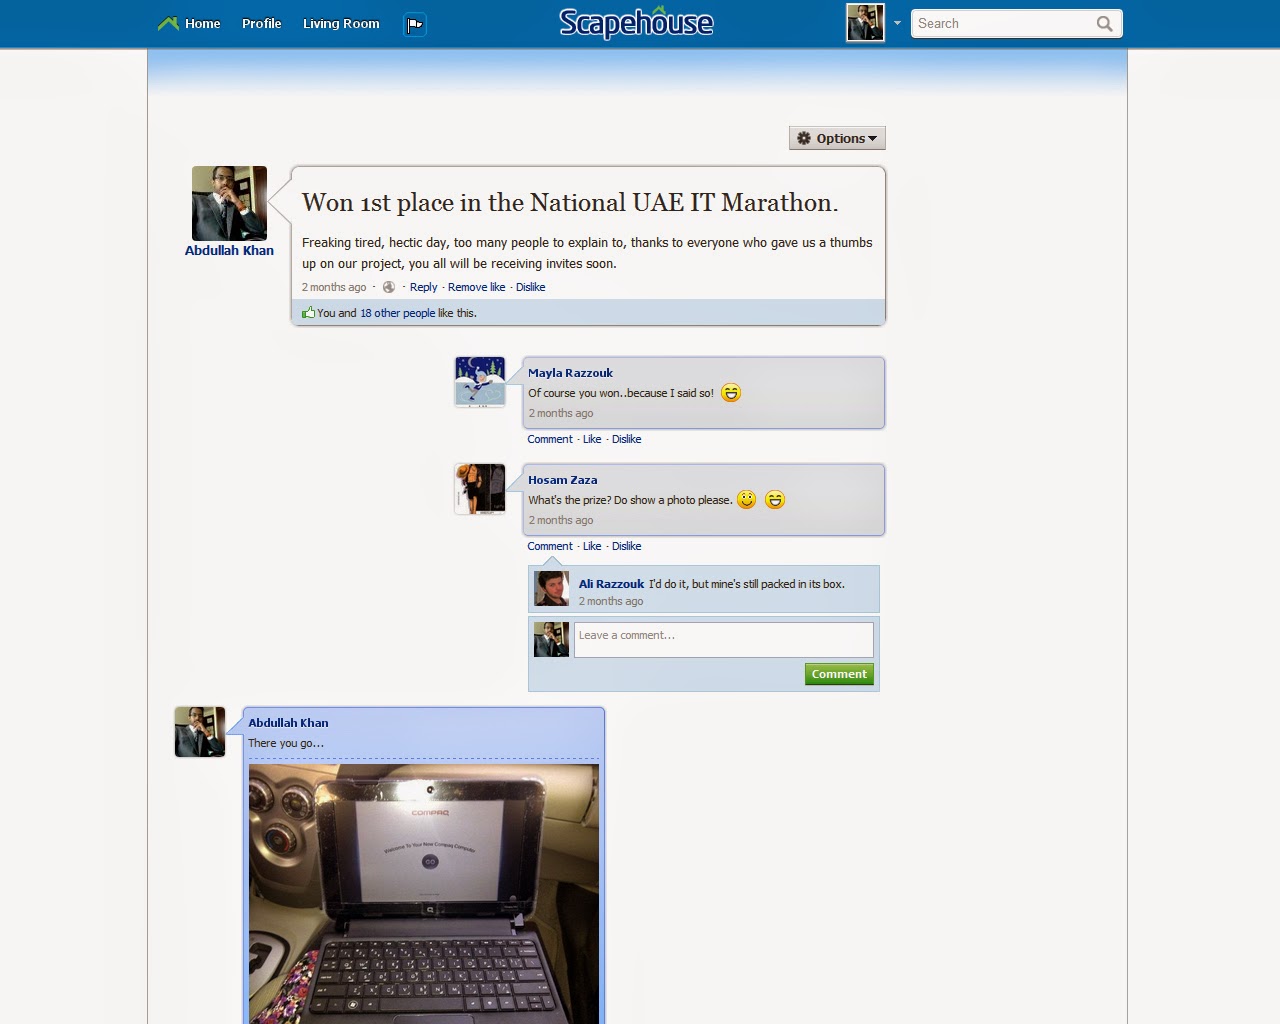 Home Profile Living Room
Scapehouse
Search
Options
Abdullah Khan
Won 1st place in the National UAE IT Marathon.
Freaking tired, hectic day, too many people to explain to, thanks to everyone who gave us a thumbs
up on our project, you all will be receiving invites soon.
2 months ago · · Reply · Remove like · Dislike
You and 18 other people like this.
Mayla Razzouk
Of course you won..because I said so!
2 months ago
Comment · Like · Dislike
Hosam Zaza
What's the prize? Do show a photo please.
2 months ago
Comment · Like · Dislike
Ali Razzouk I'd do it, but mine's still packed in its box.
2 months ago
Leave a comment...
Comment
Abdullah Khan
There you go...
COMPAQ
Welcome To Your New Compaq Computer